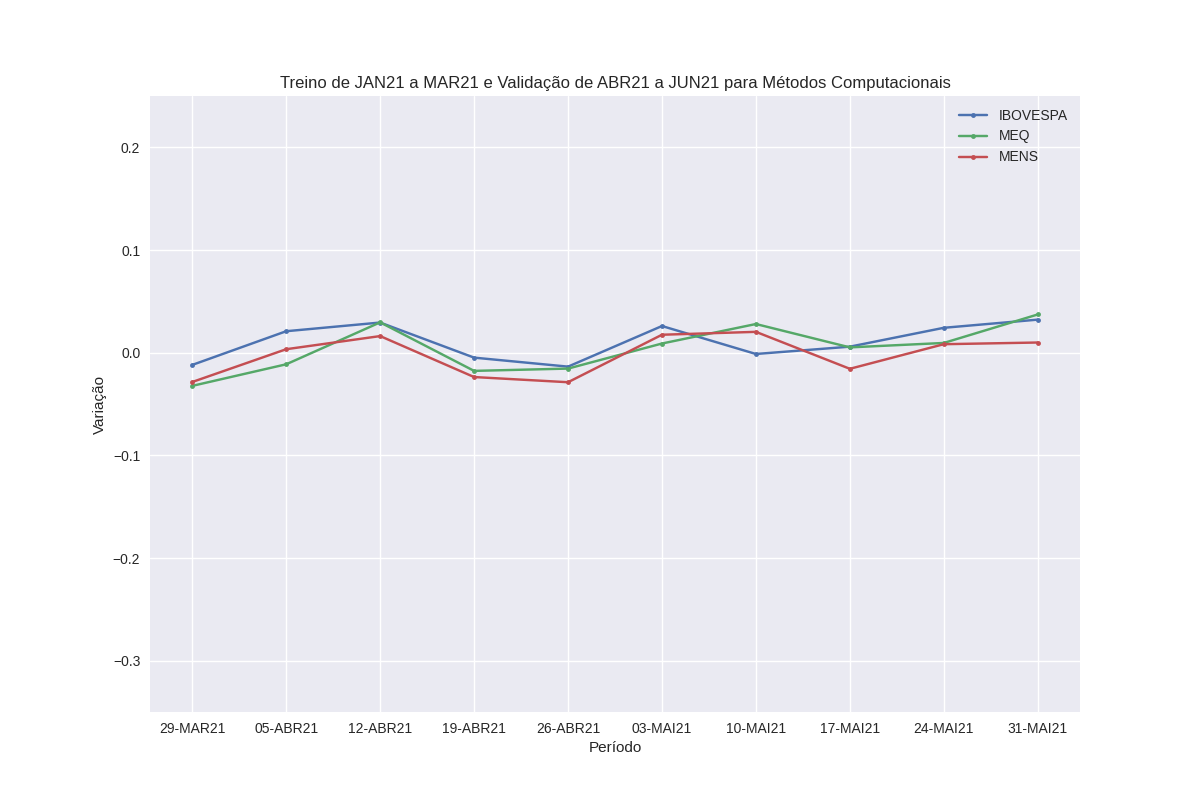 Treino de JAN21 a MAR21 e Validação de ABR21 a JUN21 para Métodos Computacionais
IBOVESPA
MEQ
MENS
0.2
0.1
0.0
−0.1
−0.2
−0.3
Variação
29-MAR21 05-ABR21 12-ABR21 19-ABR21 26-ABR21 03-MAI21 10-MAI21 17-MAI21 24-MAI21 31-MAI21
Período